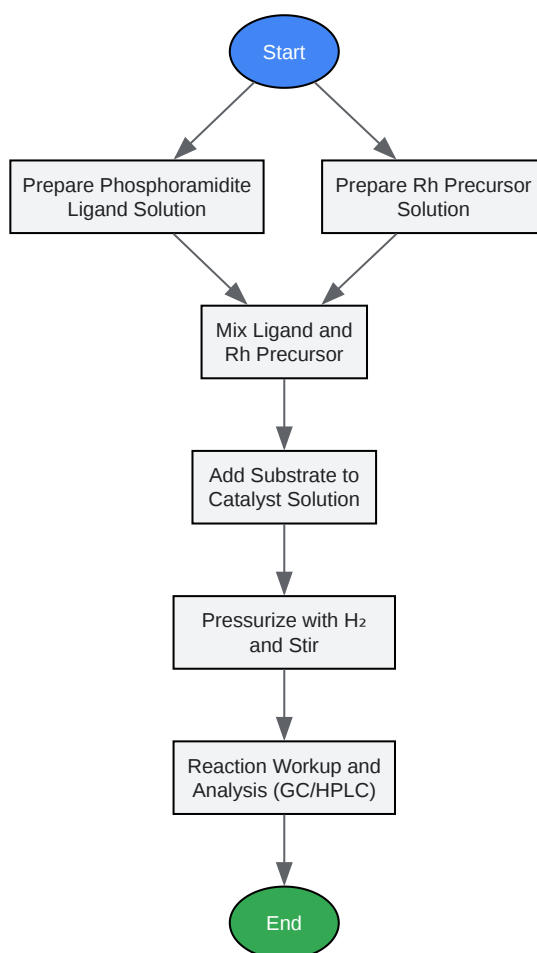 Start
Prepare Phosphoramidite
Ligand Solution
Prepare Rh Precursor
Solution
Mix Ligand and
Rh Precursor
Add Substrate to
Catalyst Solution
Pressurize with H₂
and Stir
Reaction Workup and
Analysis (GC/HPLC)
End